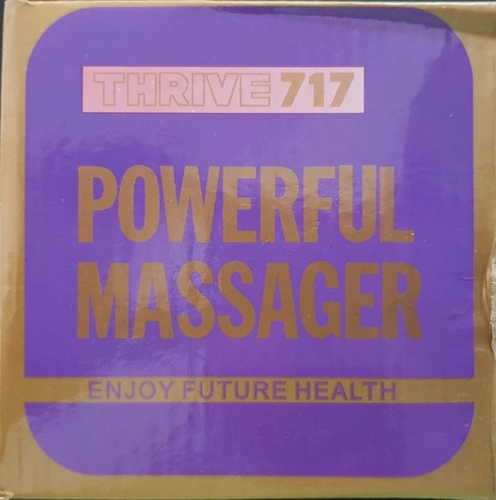 THRIVE 717
POWERFUL
MASSAGER
ENJOY FUTURE HEALTH